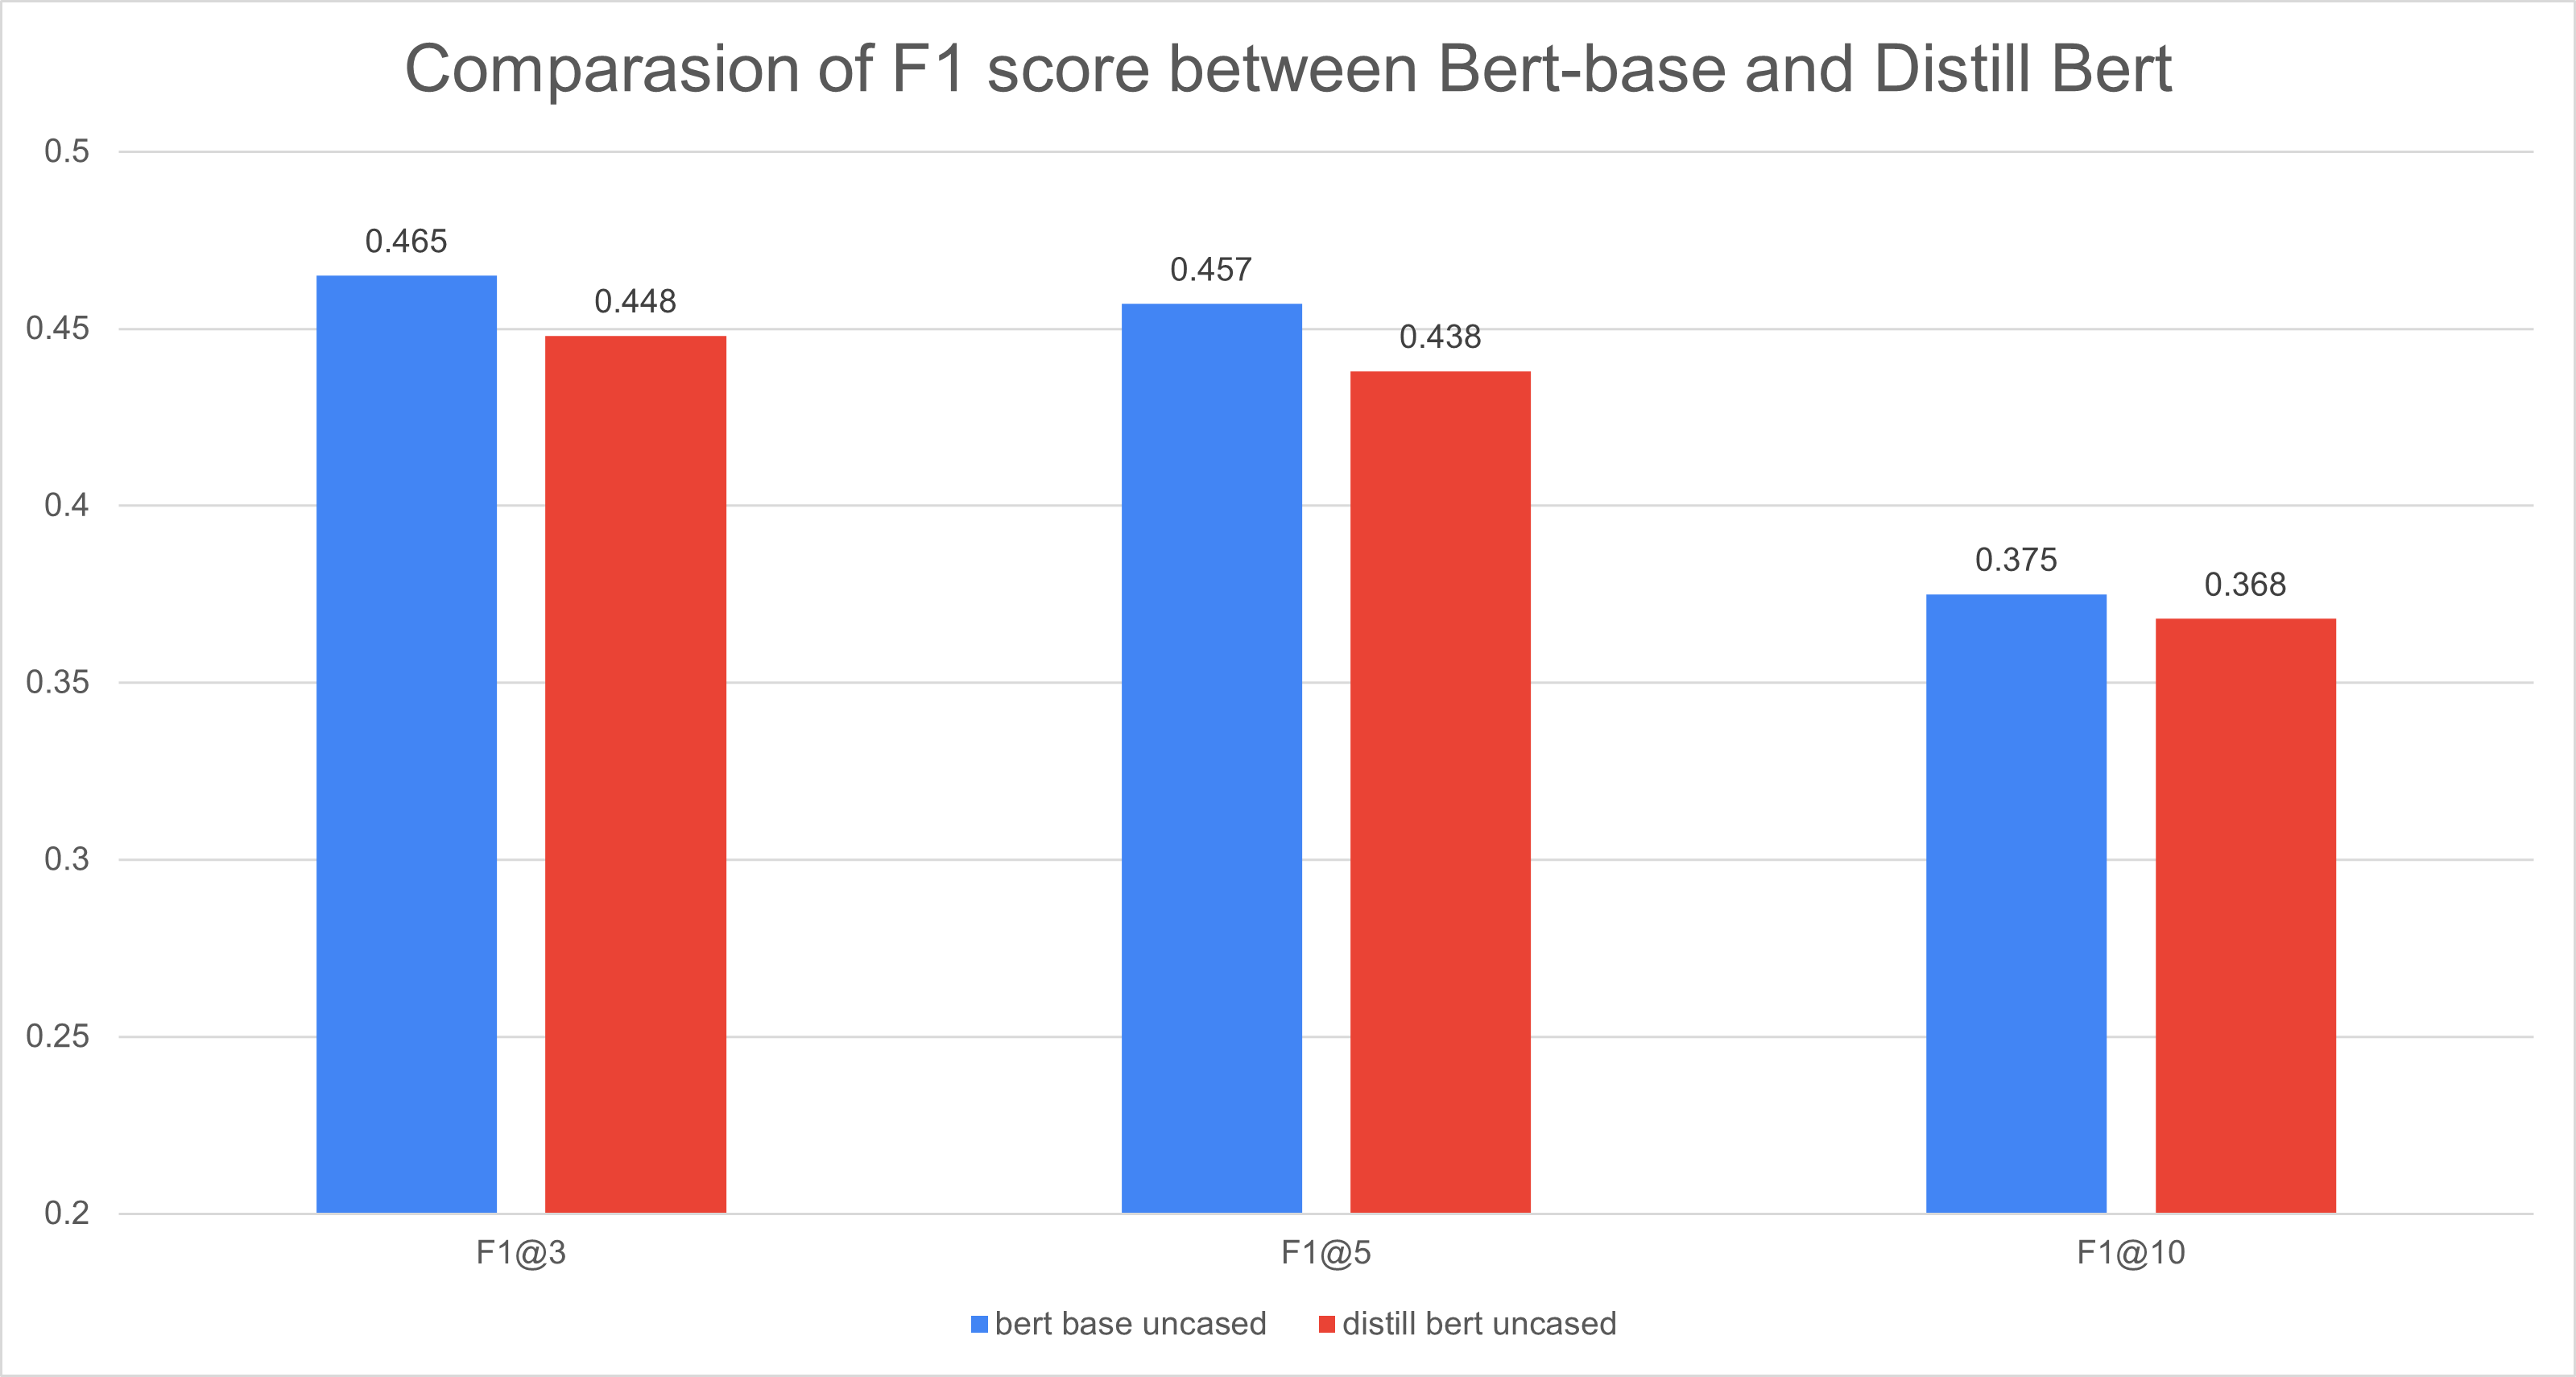 Comparasion of F1 score between Bert-base and Distill Bert
0.5
0.45
0.4
0.35
0.3
0.25
0.2
0.465
0.448
0.457
0.438
0.375
0.368
F1@3
F1@5
F1@10
bert base uncased
distill bert uncased